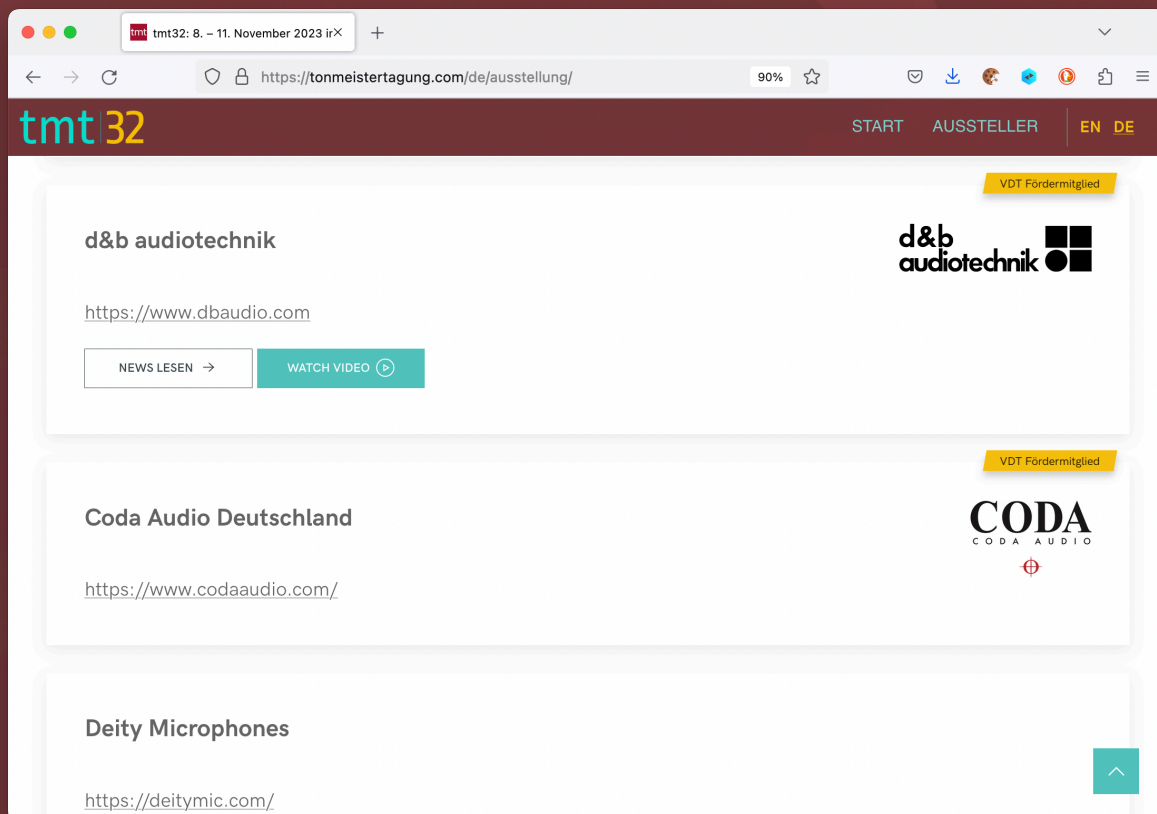 tmt tmt32: 8. – 11. November 2023 ir
https://tonmeistertagung.com/de/ausstellung/ 90%
tmt 32 START AUSSTELLER EN DE
VDT Fördermitglied
d&b audiotechnik
d&b
audiotechnik
https://www.dbaudio.com
NEWS LESEN WATCH VIDEO
VDT Fördermitglied
Coda Audio Deutschland
CODA
CODA AUDIO
https://www.codaaudio.com/
Deity Microphones
https://deitymic.com/